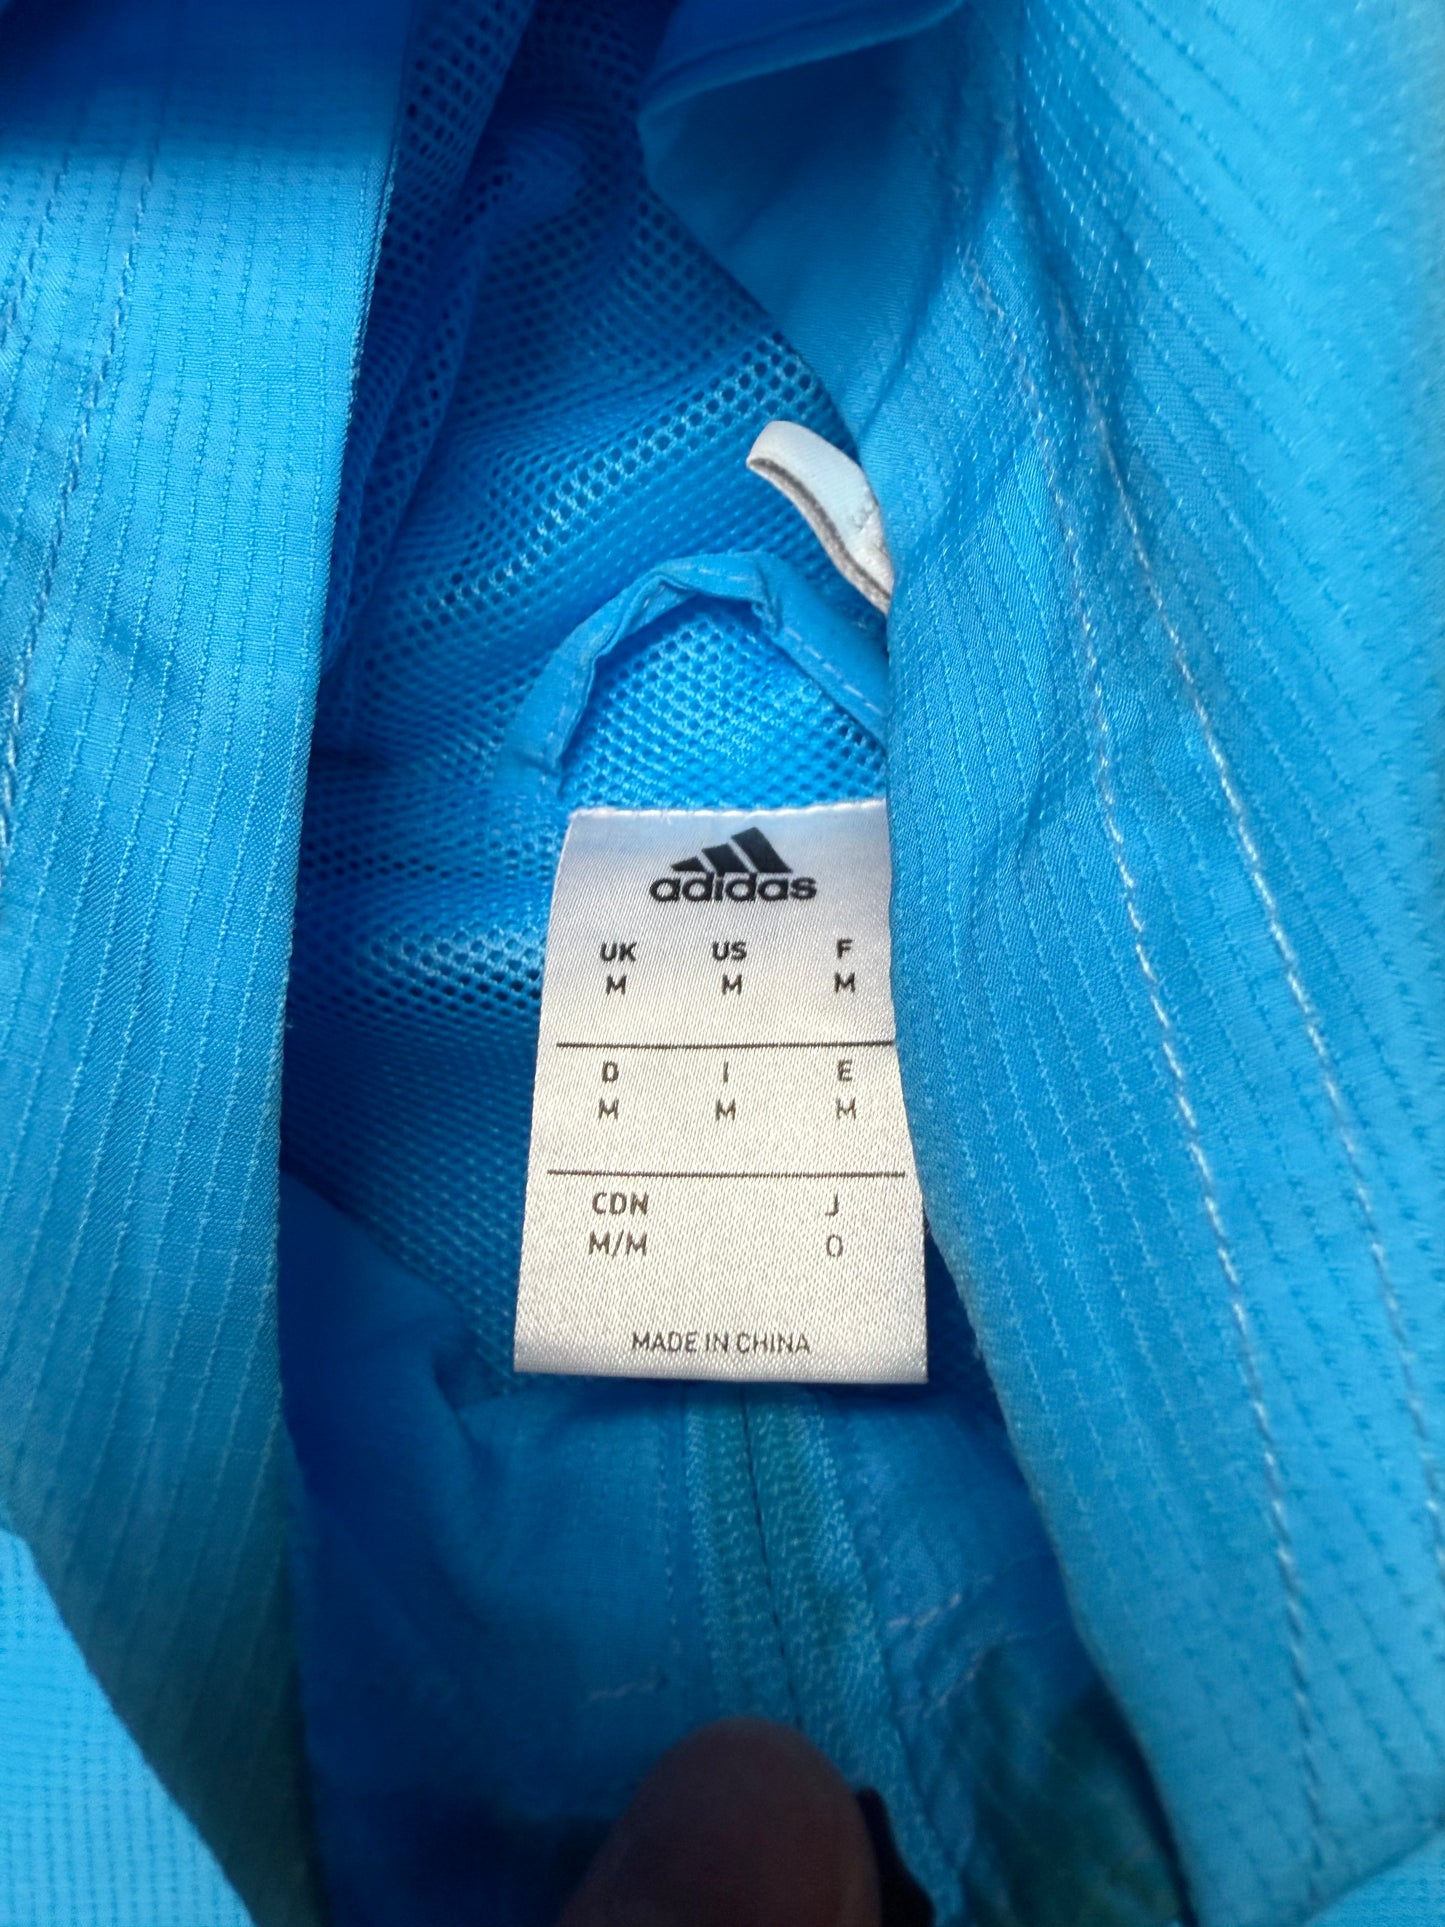 adidas
UK US F
M M M
D I E
M M M
CDN J
M/M O
MADE IN CHINA